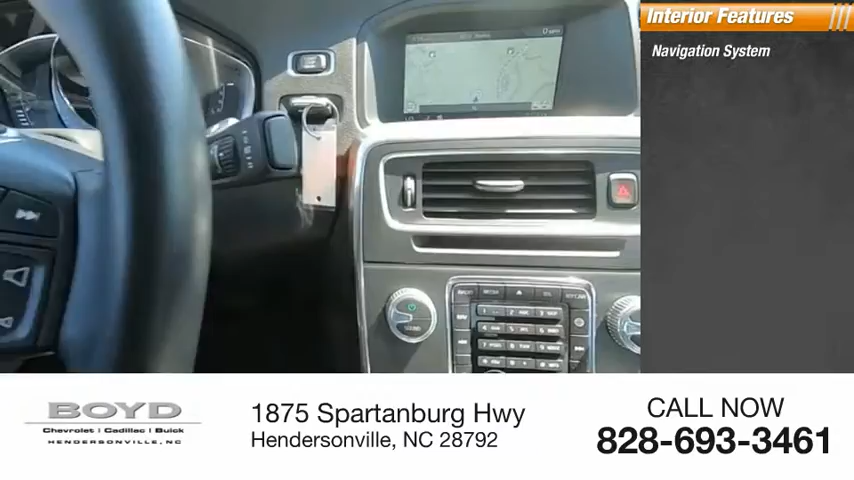 Interior Features
Navigation System
SOUND
BOYD
Chevrolet | Cadillac | Buick
HENDERSONVILLE, NC
1875 Spartanburg Hwy
Hendersonville, NC 28792
CALL NOW
828-693-3461